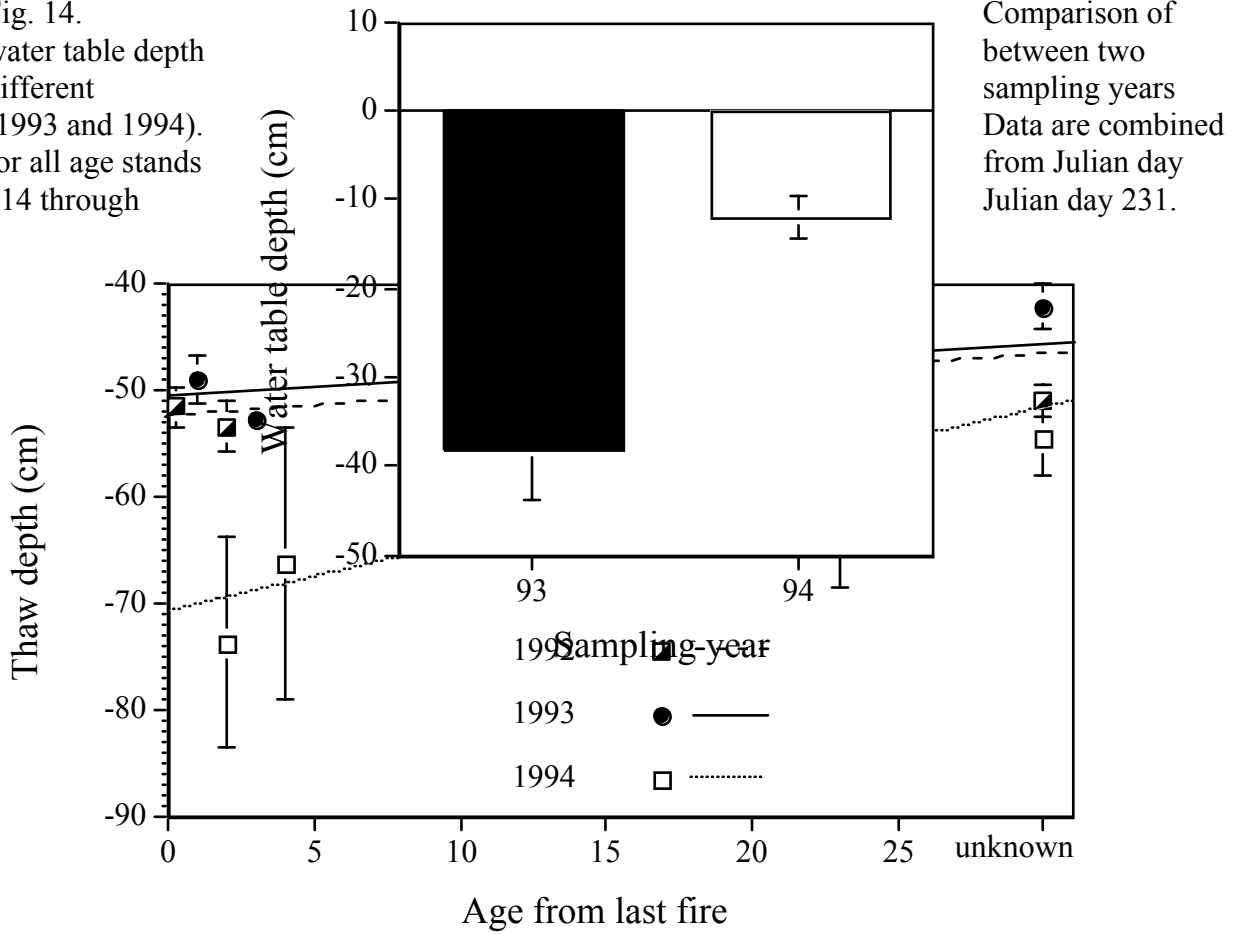 ig. 14.
water table depth
ifferent
1993 and 1994).
or all age stands
14 through
Comparison of
between two
sampling years
Data are combined
from Julian day
Julian day 231.
Water table depth (cm)
10
0
-10
-20
-30
-40
-50
93
94
Sampling year
Thaw depth (cm)
-40
-50
-60
-70
-80
-90
1992
1993
1994
0
5
10
15
20
25
unknown
Age from last fire